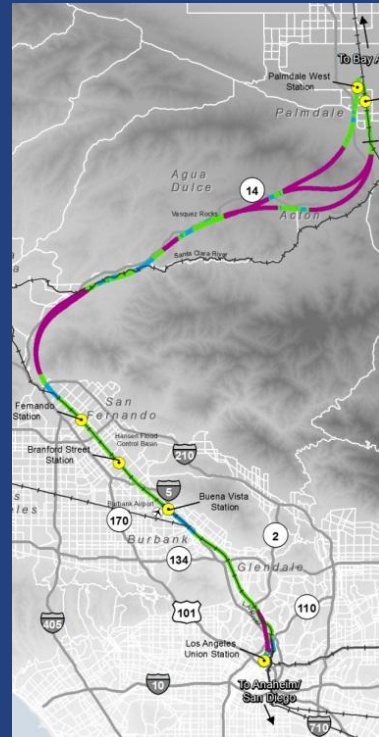 To Bay A
Palmdale West
Station
Palmdale
Agua
Dulce
14
Vasquez Rocks
Acton
Santa Clara River
San
Fernando
Fernando
Station
Hansen Flood
Control Basin
Branford Street
Station
210
5
Burbank Airport
Buena Vista
Station
170
Burbank
2
134
Glendale
101
110
405
Los Angeles
Union Station
To Anaheim/
San Diego
10
710